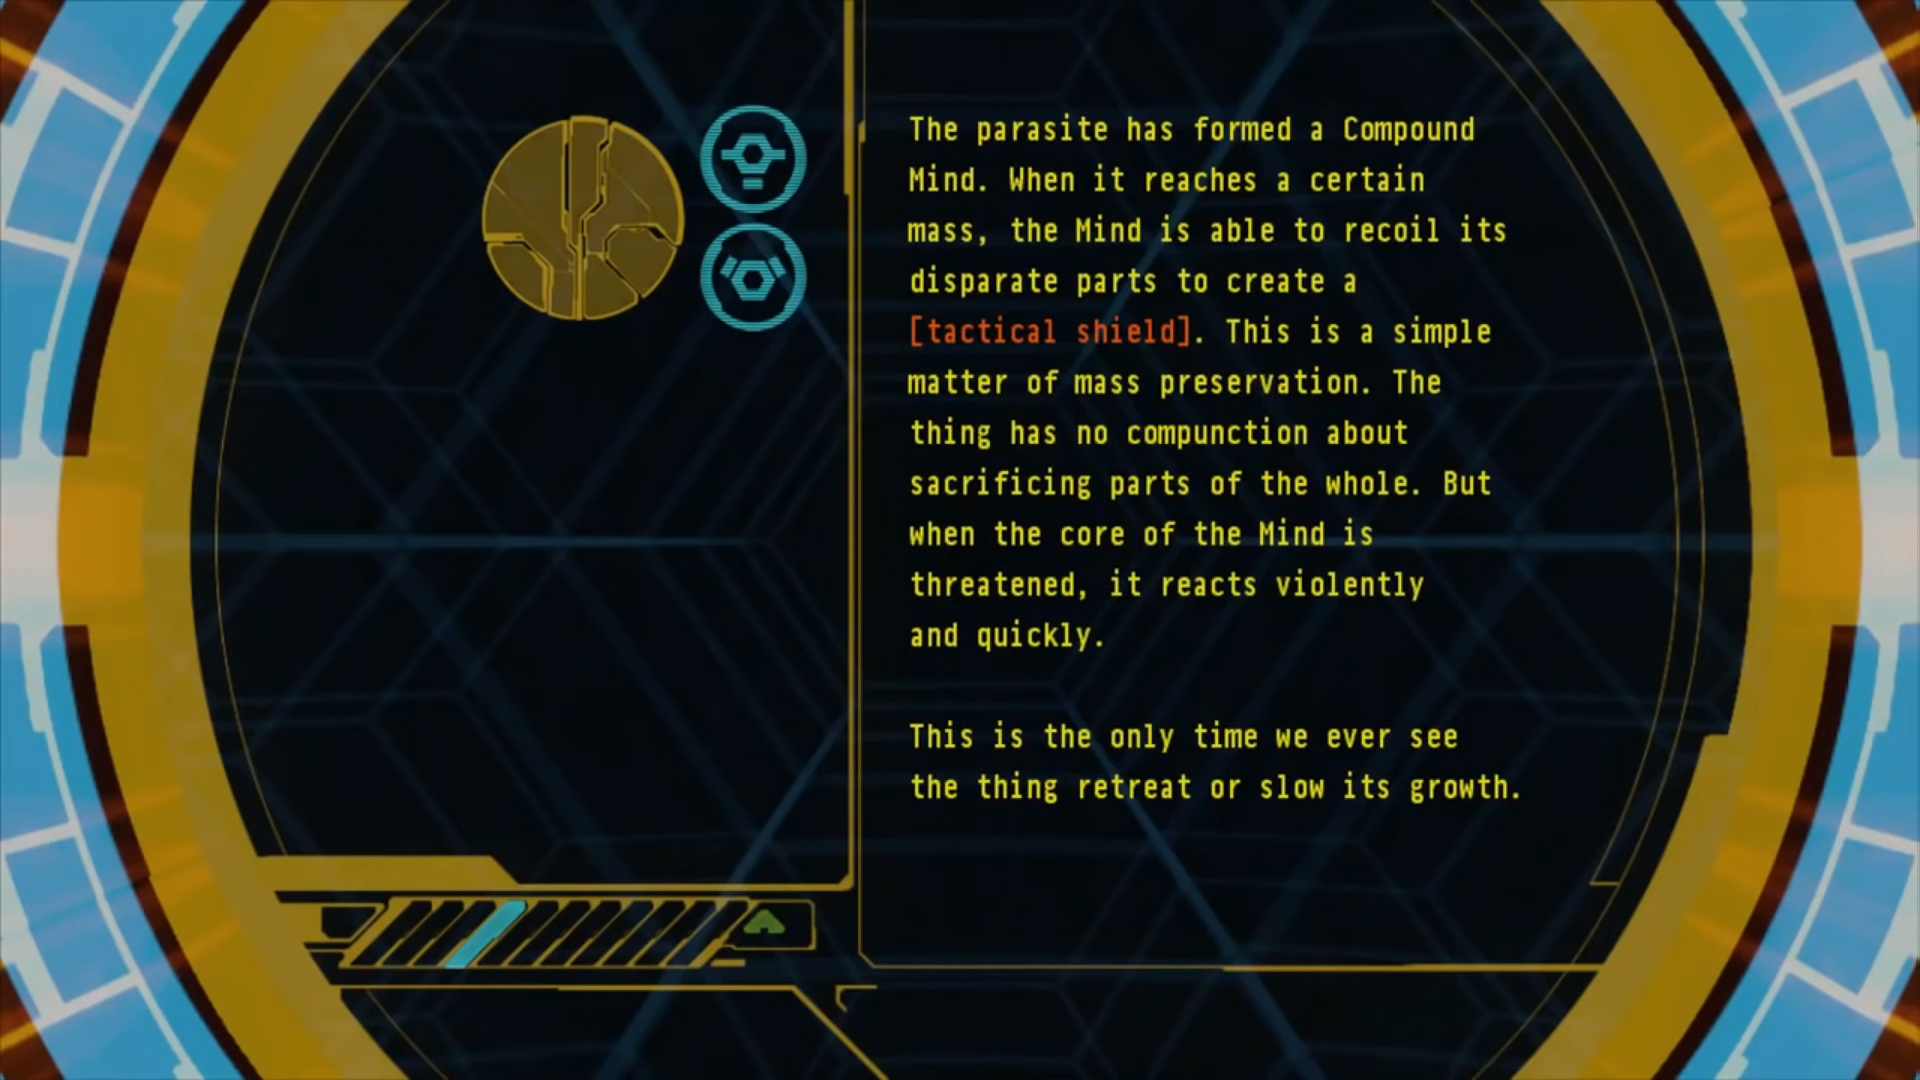 The parasite has formed a Compound
Mind. When it reaches a certain
mass, the Mind is able to recoil its
disparate parts to create a
[tactical shield]. This is a simple
matter of mass preservation. The
thing has no compunction about
sacrificing parts of the whole. But
when the core of the Mind is
threatened, it reacts violently
and quickly.
This is the only time we ever see
the thing retreat or slow its growth.